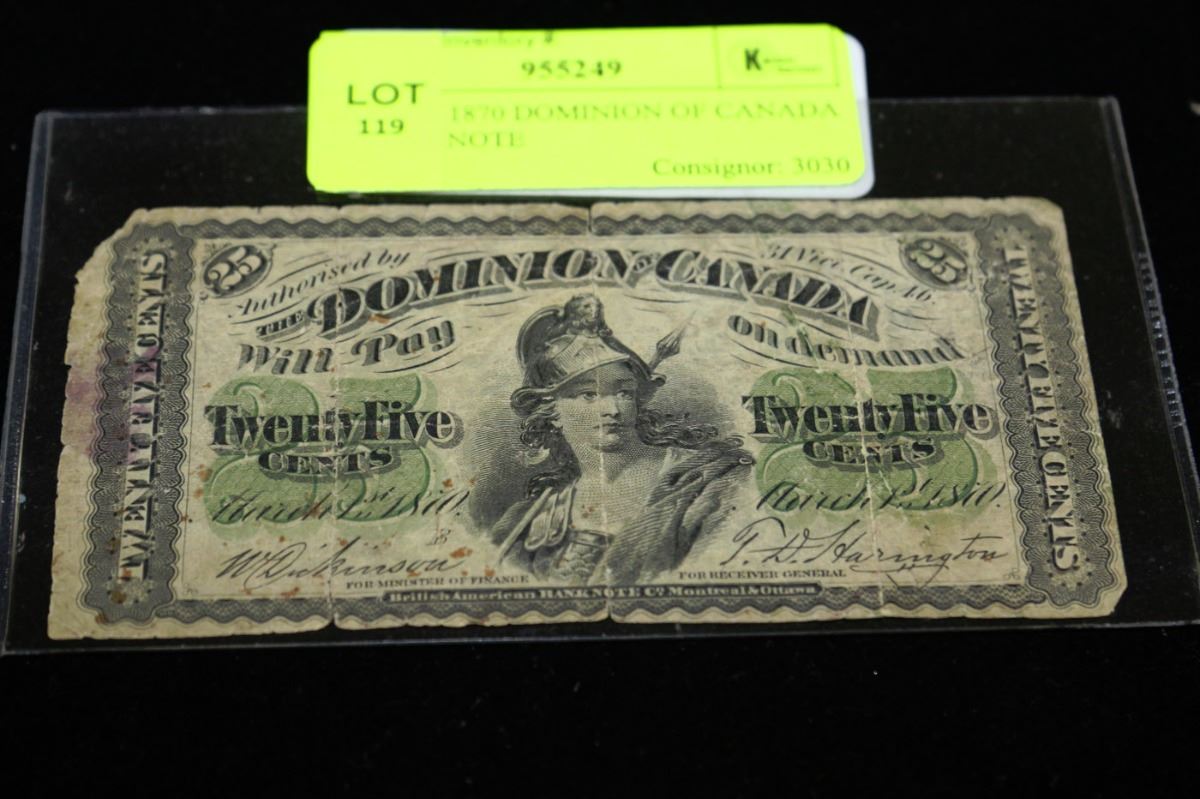 Inventory #
955249
K
LOT
119
1870 DOMINION OF CANADA
NOTE
Consignor: 3030
25
25
Authorised by
31 Vict. Cap. 46.
THE DOMINION OF CANADA
Will Pay
on demand
TWENTY FIVE CENTS
TWENTY FIVE CENTS
25
25
Twenty Five
CENTS
Twenty Five
CENTS
March 1st. 1870.
March 1st. 1870.
W Dickinson
T. D. Harington
FOR MINISTER OF FINANCE
FOR RECEIVER GENERAL
British American BANK NOTE Co. Montreal & Ottawa